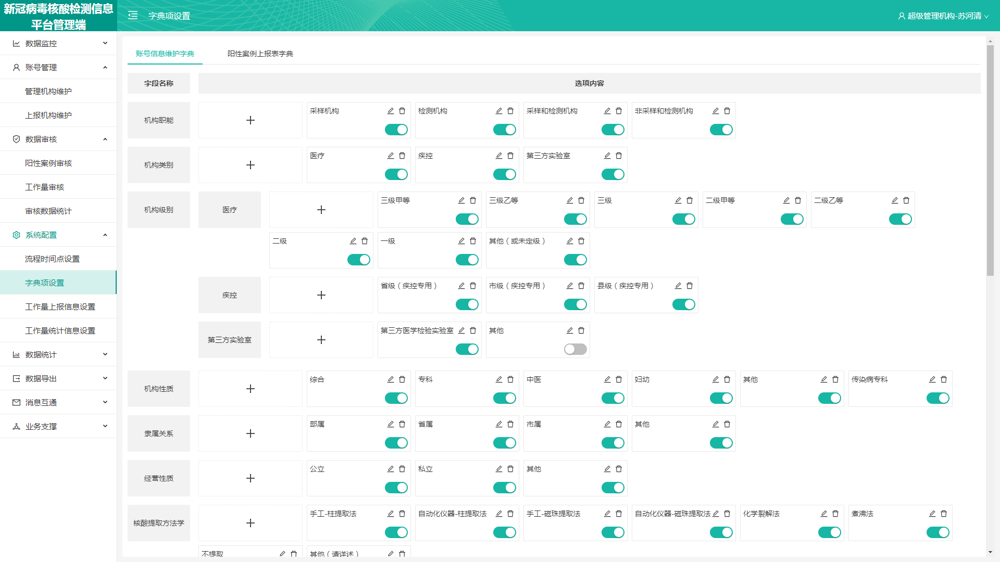 新冠病毒核酸检测信息
平台管理端
字典项设置
超级管理机构-苏河清
数据监控
账号管理
管理机构维护
上报机构维护
数据审核
阳性案例审核
工作量审核
审核数据统计
系统配置
流程时间点设置
字典项设置
工作量上报信息设置
工作量统计信息设置
数据统计
数据导出
消息互通
业务支撑
账号信息维护字典 阳性案例上报表字典
字段名称 选项内容
机构职能 采样机构 检测机构 采样和检测机构 非采样和检测机构
机构类别 医疗 疾控 第三方实验室
机构级别 医疗 三级甲等 三级乙等 三级 二级甲等 二级乙等
二级 一级 其他（或未定级）
疾控 省级（疾控专用） 市级（疾控专用） 县级（疾控专用）
第三方实验室 第三方医学检验实验室 其他
机构性质 综合 专科 中医 妇幼 其他 传染病专科
隶属关系 部属 省属 市属 其他
经营性质 公立 私立 其他
核酸提取方法学 手工-柱提取法 自动化仪器-柱提取法 手工-磁珠提取法 自动化仪器-磁珠提取法 化学裂解法 煮沸法
不提取 其他（请详述）